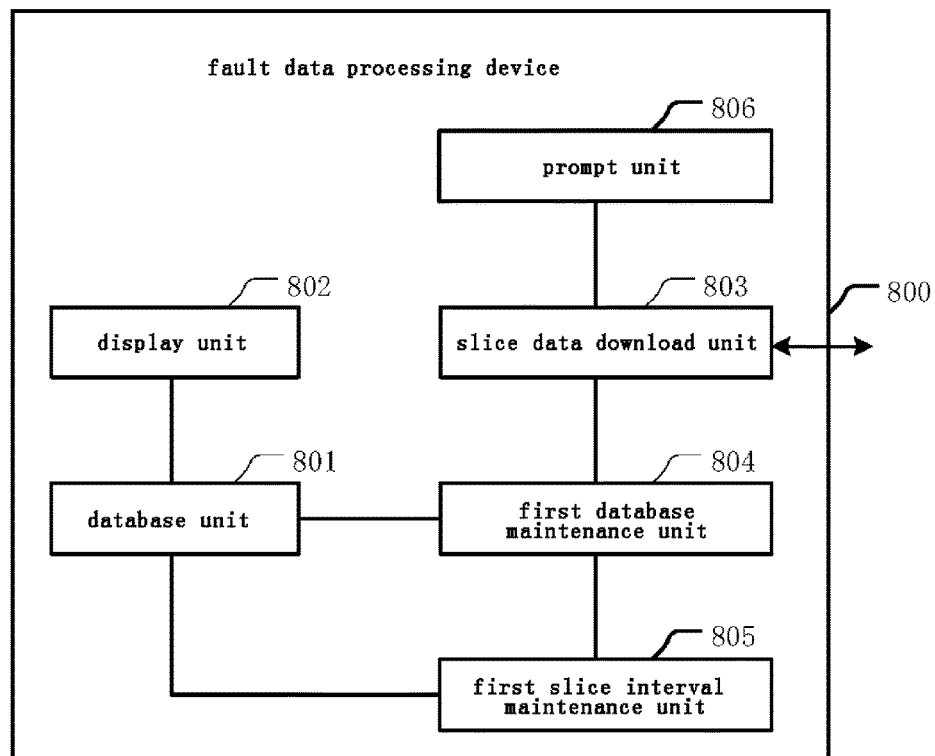 fault data processing device
806
prompt unit
802
803
800
display unit
slice data download unit
801
804
database unit
first database
maintenance unit
805
first slice interval
maintenance unit